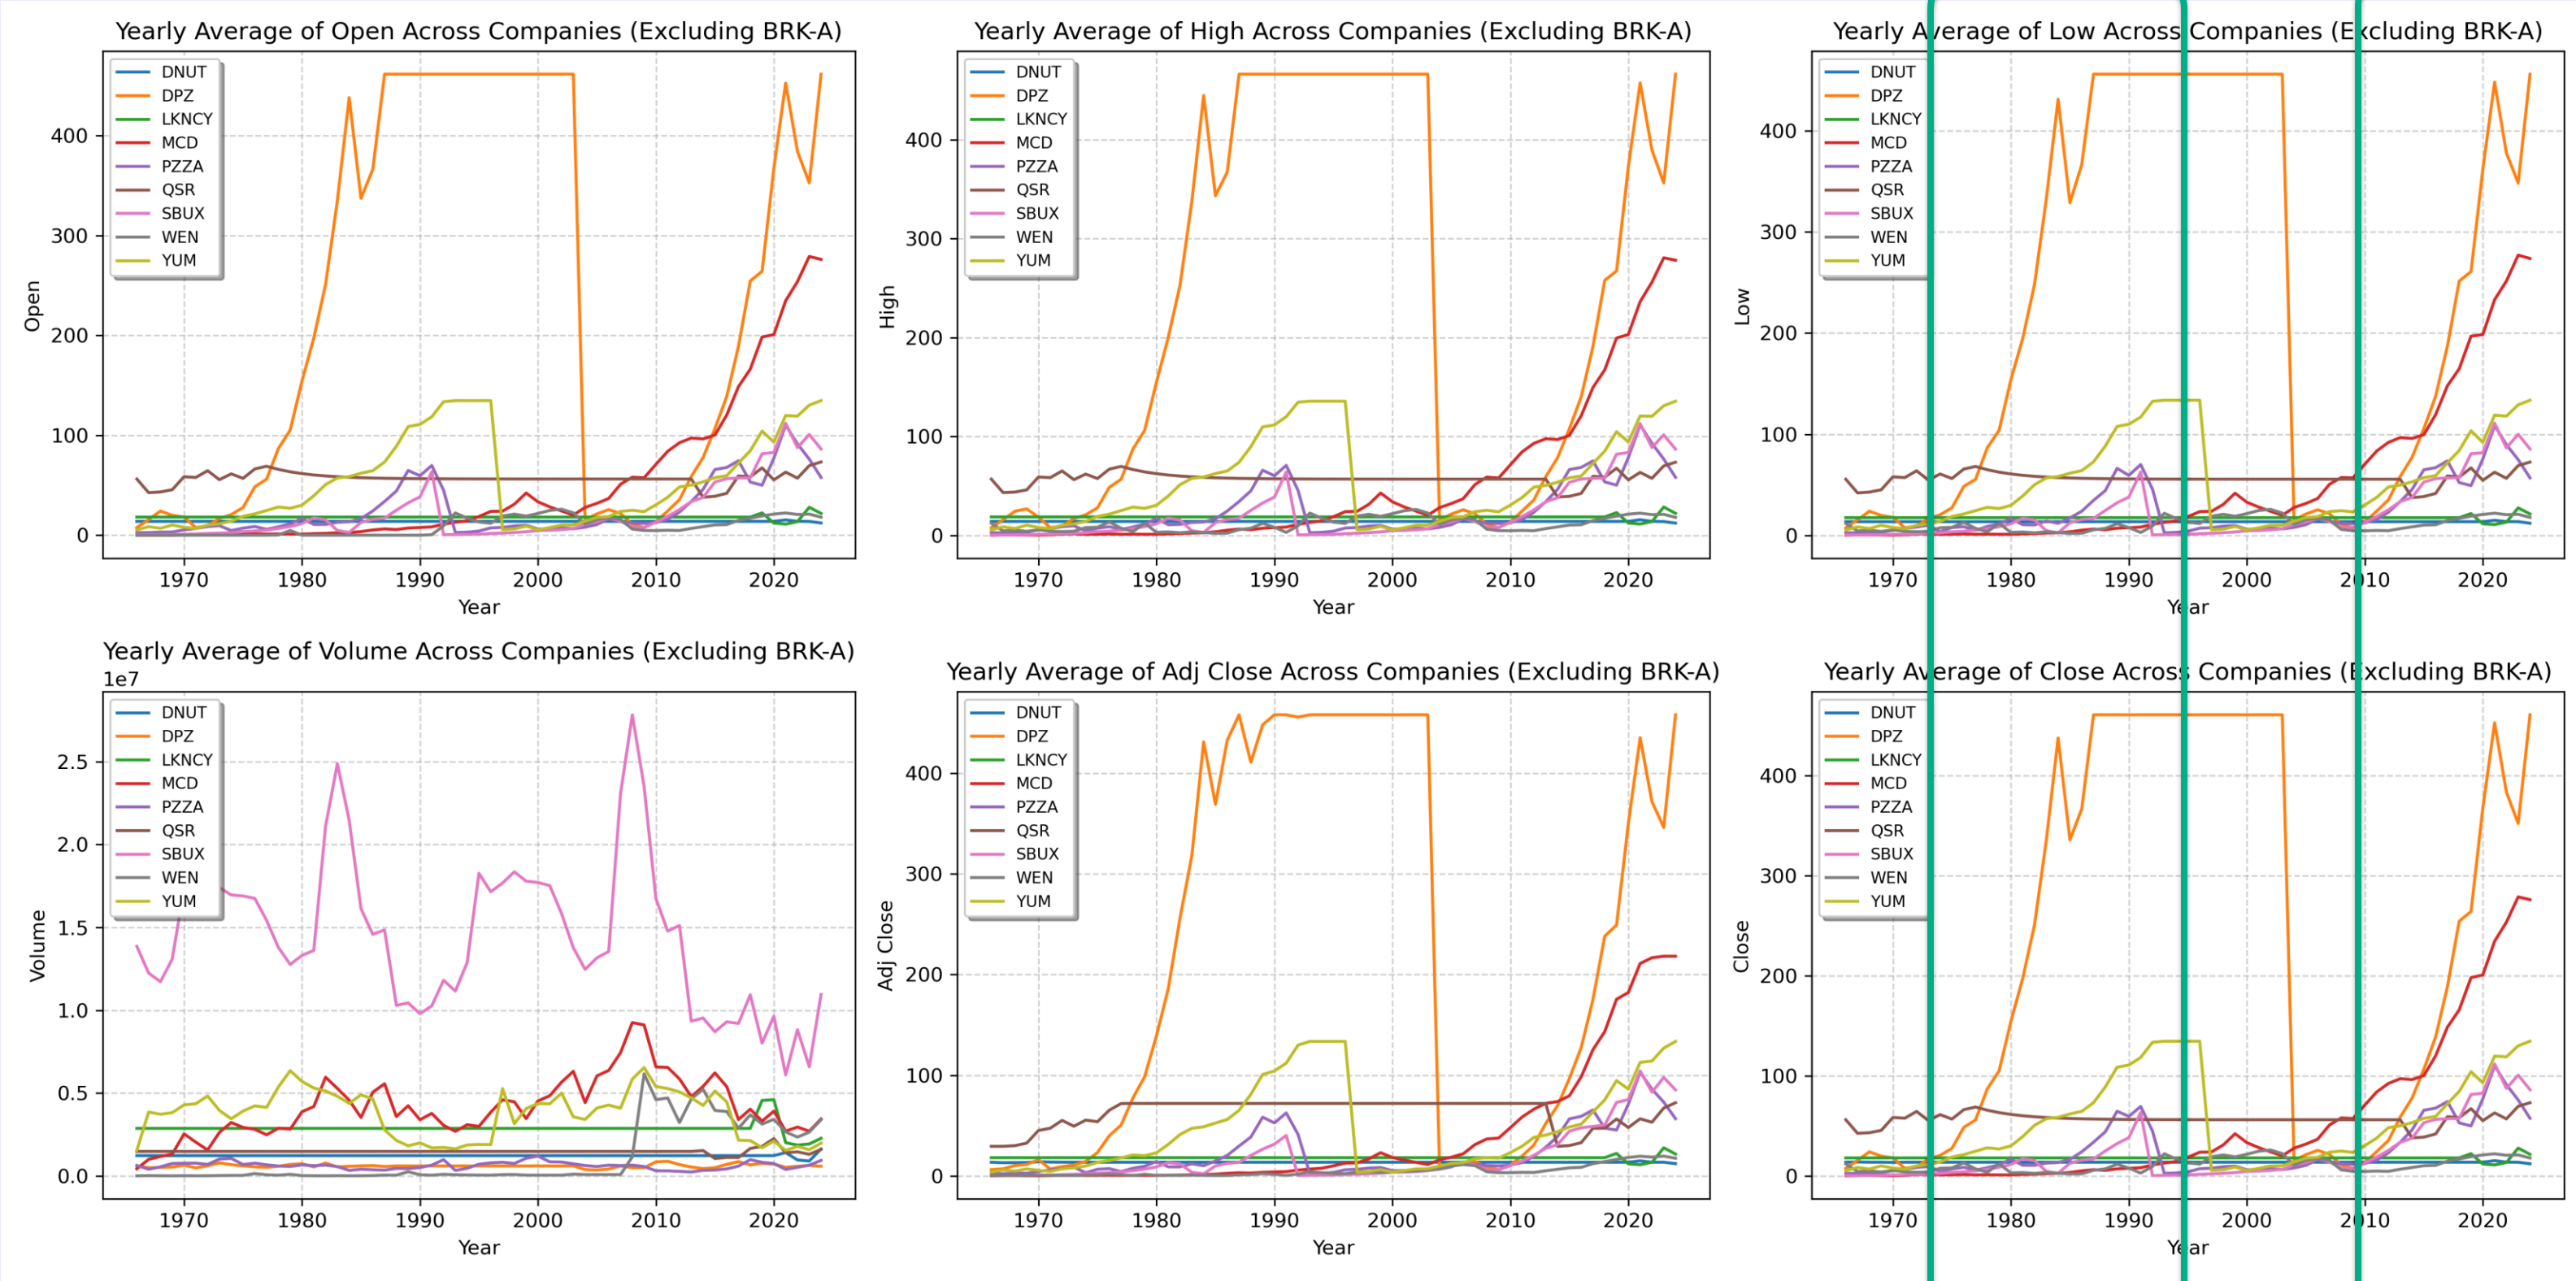 Yearly Average of Open Across Companies (Excluding BRK-A)
DNUT
DPZ
LKNCY
MCD
PZZA
QSR
SBUX
WEN
YUM
Open
400
300
200
100
0
1970 1980 1990 2000 2010 2020
Year
Yearly Average of High Across Companies (Excluding BRK-A)
DNUT
DPZ
LKNCY
MCD
PZZA
QSR
SBUX
WEN
YUM
High
400
300
200
100
0
1970 1980 1990 2000 2010 2020
Year
Yearly Average of Low Across Companies (Excluding BRK-A)
DNUT
DPZ
LKNCY
MCD
PZZA
QSR
SBUX
WEN
YUM
Low
400
300
200
100
0
1970 1980 1990 2000 2010 2020
Year
Yearly Average of Volume Across Companies (Excluding BRK-A)
1e7
DNUT
DPZ
LKNCY
MCD
PZZA
QSR
SBUX
WEN
YUM
Volume
2.5
2.0
1.5
1.0
0.5
0.0
1970 1980 1990 2000 2010 2020
Year
Yearly Average of Adj Close Across Companies (Excluding BRK-A)
DNUT
DPZ
LKNCY
MCD
PZZA
QSR
SBUX
WEN
YUM
Adj Close
400
300
200
100
0
1970 1980 1990 2000 2010 2020
Year
Yearly Average of Close Across Companies (Excluding BRK-A)
DNUT
DPZ
LKNCY
MCD
PZZA
QSR
SBUX
WEN
YUM
Close
400
300
200
100
0
1970 1980 1990 2000 2010 2020
Year